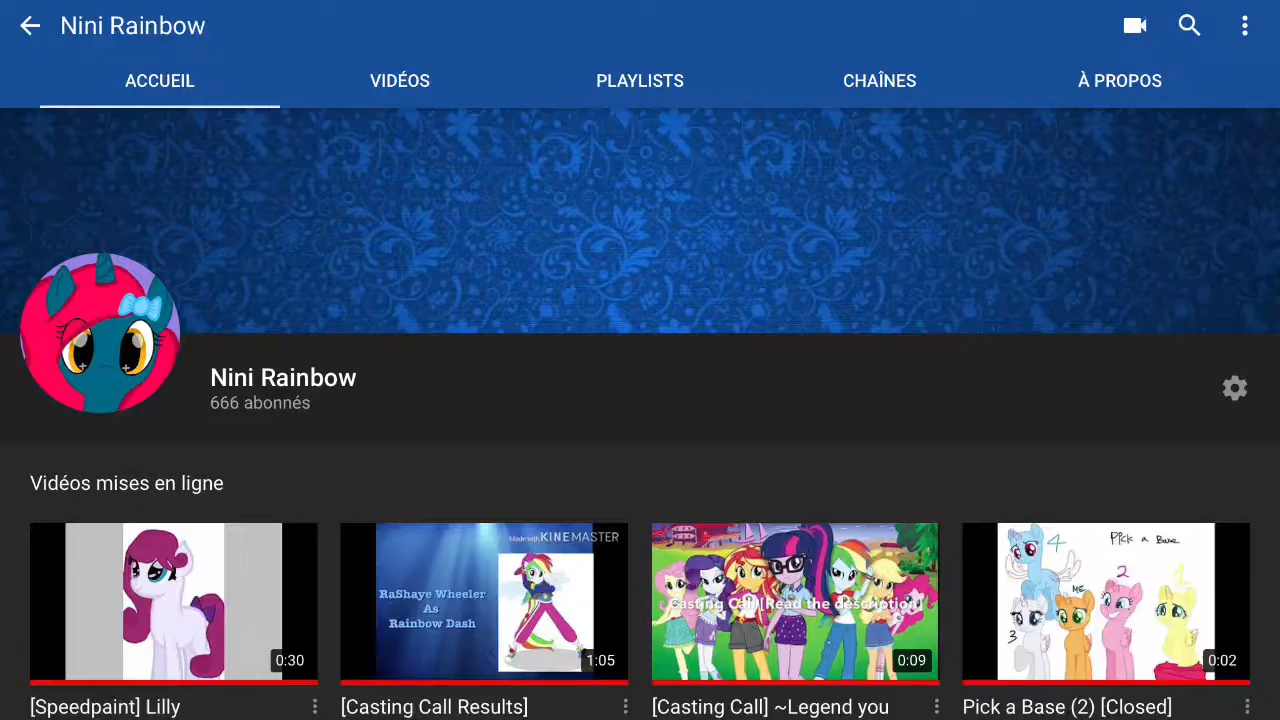 Nini Rainbow
ACCUEIL VIDÉOS PLAYLISTS CHAÎNES À PROPOS
Nini Rainbow
666 abonnés
Vidéos mises en ligne
Made with KINEMASTER
RaShaye Wheeler
As
Rainbow Dash
Casting Call [Read the description]
Pick a Base
4
2
1
ME
3
0:30
1:05
0:09
0:02
[Speedpaint] Lilly
[Casting Call Results]
[Casting Call] ~Legend you
Pick a Base (2) [Closed]